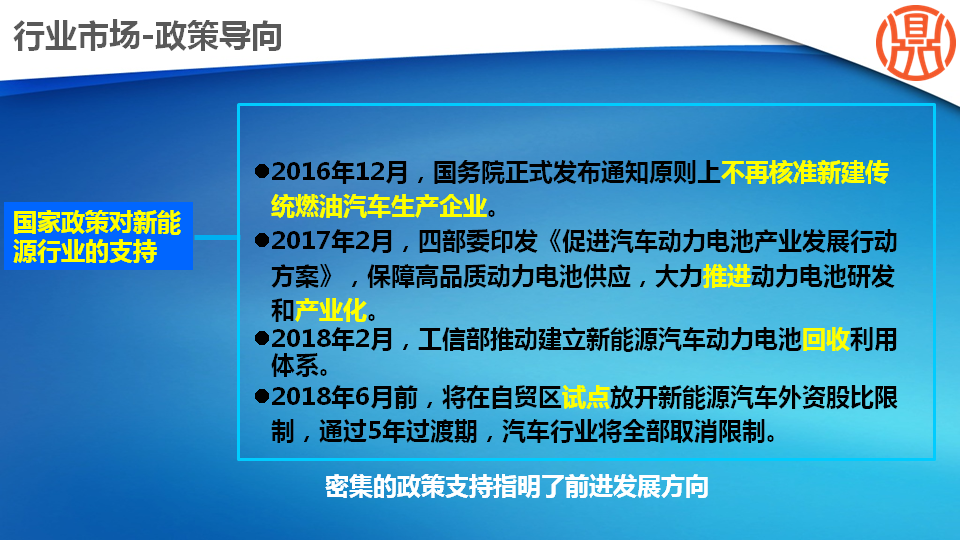 行业市场-政策导向
鼎
国家政策对新能
源行业的支持
●2016年12月，国务院正式发布通知原则上不再核准新建传
统燃油汽车生产企业。
●2017年2月，四部委印发《促进汽车动力电池产业发展行动
方案》，保障高品质动力电池供应，大力推进动力电池研发
和产业化。
●2018年2月，工信部推动建立新能源汽车动力电池回收利用
体系。
●2018年6月前，将在自贸区试点放开新能源汽车外资股比限
制，通过5年过渡期，汽车行业将全部取消限制。
密集的政策支持指明了前进发展方向